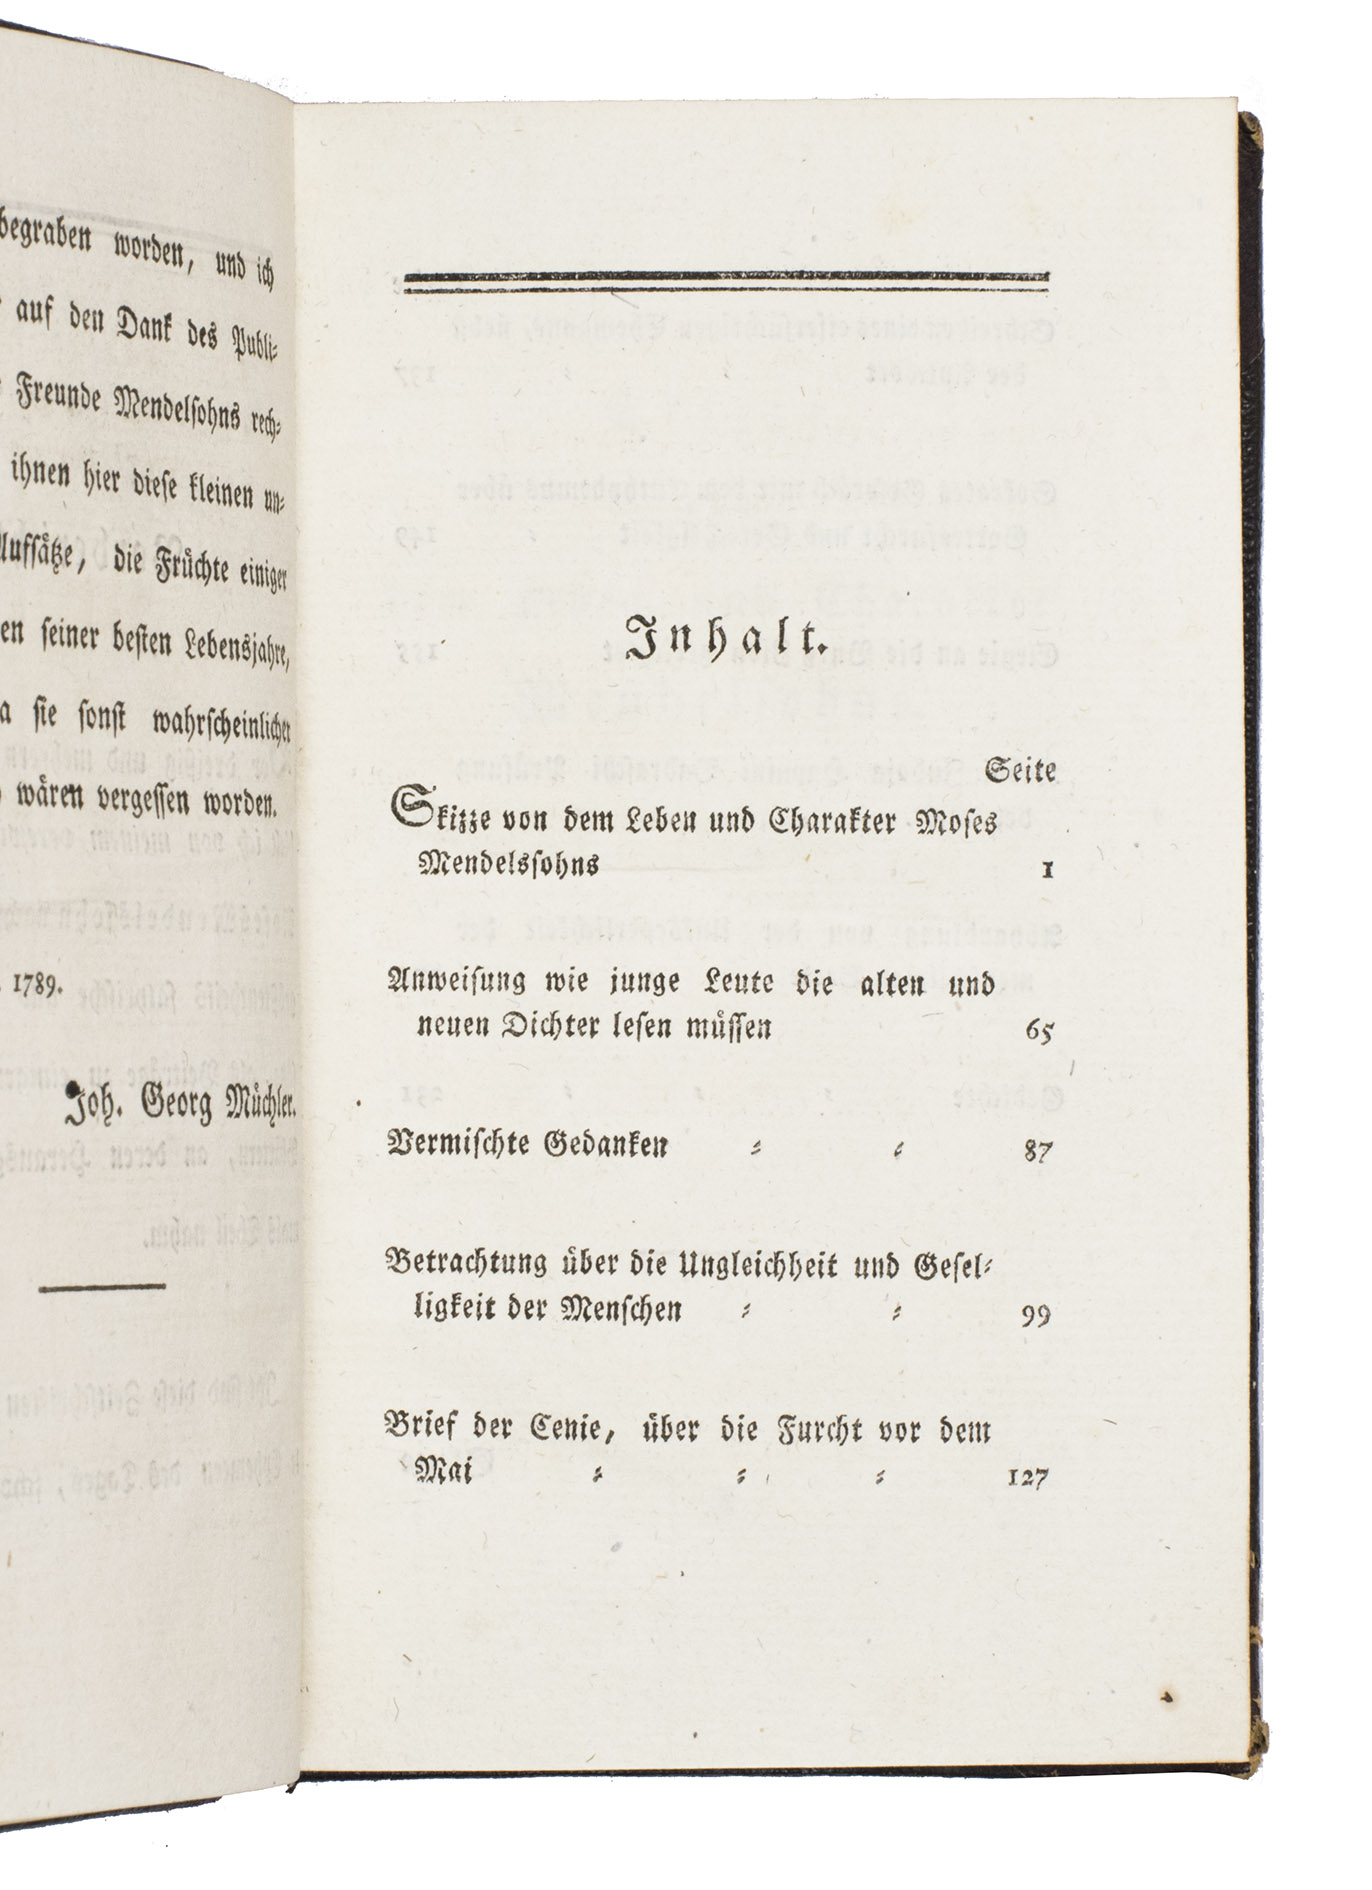 begraben worden, und ich
auf den Dank des Publi⸗
Freunde Mendelſohns rech⸗
ihnen hier dieſe kleinen un⸗
Aufſätze, die Früchte einiger
en ſeiner beſten Lebensjahre,
a ſie ſonſt wahrſcheinlicher
wären vergeſſen worden.
1789.
Joh. Georg Müchler.
Inhalt.
Seite
Skizze von dem Leben und Charakter Moses
Mendelsſohns 1
Anweiſung wie junge Leute die alten und
neuen Dichter leſen müſſen 65
Vermiſchte Gedanken ⸗ ⸗ 87
Betrachtung über die Ungleichheit und Geſel⸗
ligkeit der Menſchen ⸗ ⸗ 99
Brief der Cenie, über die Furcht vor dem
Mai ⸗ ⸗ ⸗ 127